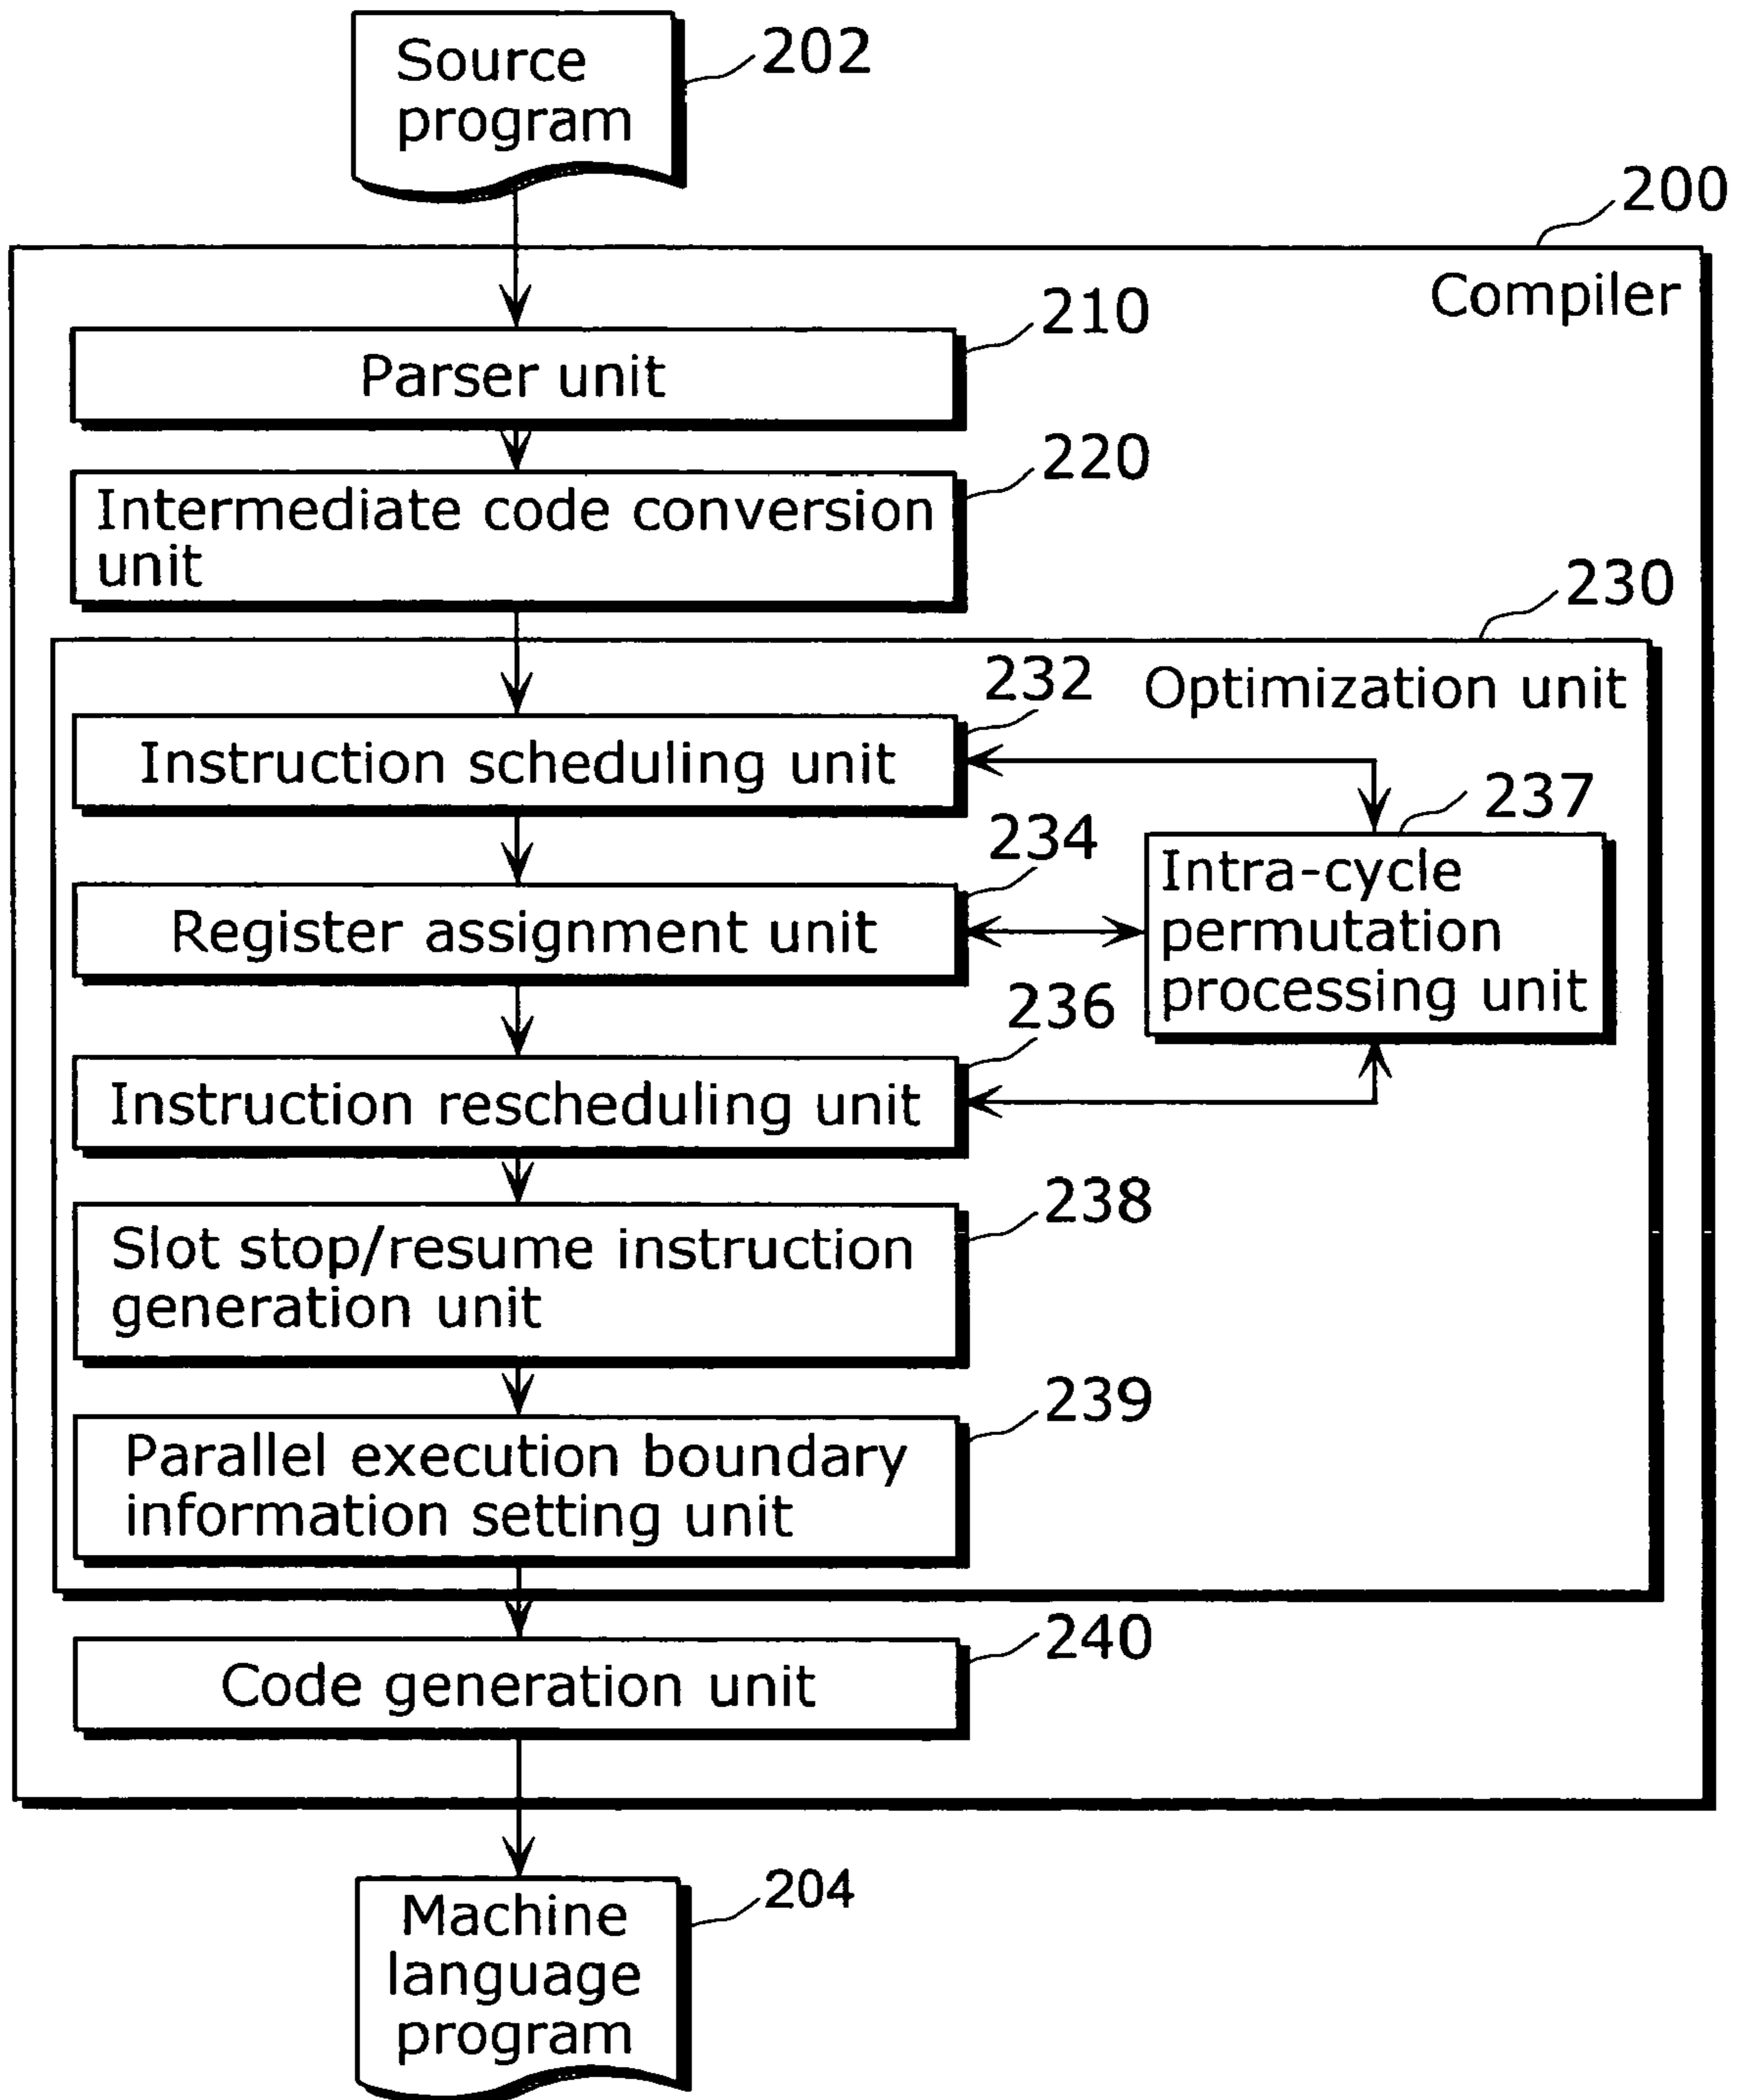 Source
program
202
200
Compiler
210
Parser unit
220
Intermediate code conversion
unit
230
Optimization unit
232
Instruction scheduling unit
237
Intra-cycle
permutation
processing unit
234
Register assignment unit
236
Instruction rescheduling unit
238
Slot stop/resume instruction
generation unit
239
Parallel execution boundary
information setting unit
240
Code generation unit
204
Machine
language
program